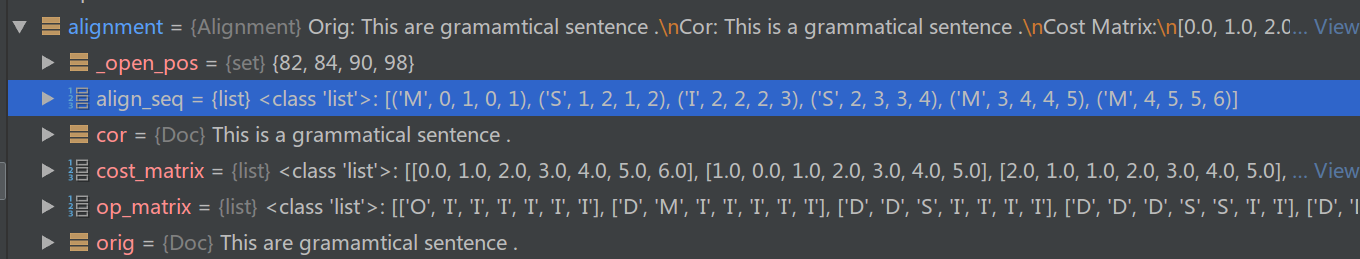 alignment = {Alignment} Orig: This are gramamtical sentence .\nCor: This is a grammatical sentence .\nCost Matrix:\n[0.0, 1.0, 2.0... View
_open_pos = {set} {82, 84, 90, 98}
align_seq = {list} <class 'list'>: [('M', 0, 1, 0, 1), ('S', 1, 2, 1, 2), ('I', 2, 2, 2, 3), ('S', 2, 3, 3, 4), ('M', 3, 4, 4, 5), ('M', 4, 5, 5, 6)]
cor = {Doc} This is a grammatical sentence .
cost_matrix = {list} <class 'list'>: [[0.0, 1.0, 2.0, 3.0, 4.0, 5.0, 6.0], [1.0, 0.0, 1.0, 2.0, 3.0, 4.0, 5.0], [2.0, 1.0, 1.0, 2.0, 3.0, 4.0, 5.0], ... View
op_matrix = {list} <class 'list'>: [['O', 'I', 'I', 'I', 'I', 'I', 'I'], ['D', 'M', 'I', 'I', 'I', 'I', 'I'], ['D', 'D', 'S', 'I', 'I', 'I', 'I'], ['D', 'D', 'D', 'S', 'S', 'I', 'I'], ['D', 'I
orig = {Doc} This are gramamtical sentence .